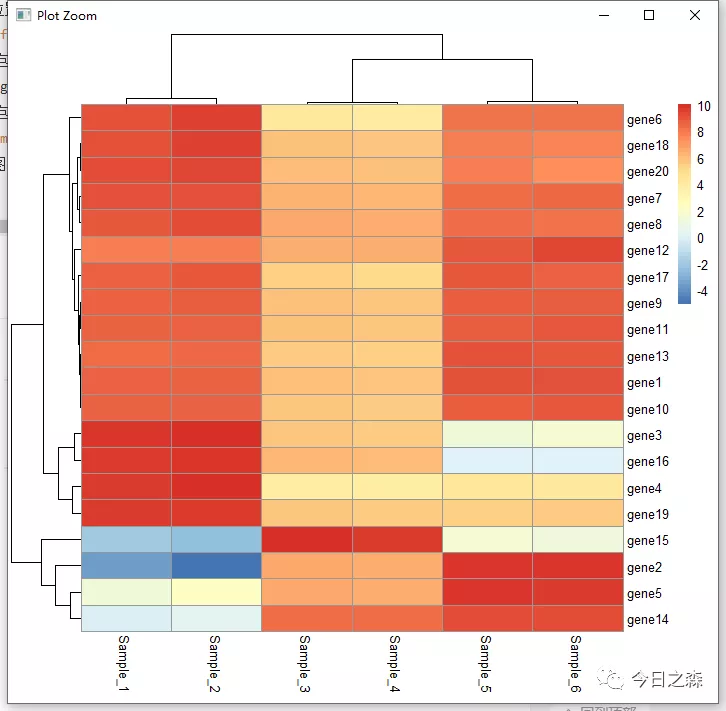 Plot Zoom
gene6
gene18
gene20
gene7
gene8
gene12
gene17
gene9
gene11
gene13
gene1
gene10
gene3
gene16
gene4
gene19
gene15
gene2
gene5
gene14
10
8
6
4
2
0
-2
-4
Sample_1
Sample_2
Sample_3
Sample_4
Sample_5
Sample_6
今日之森